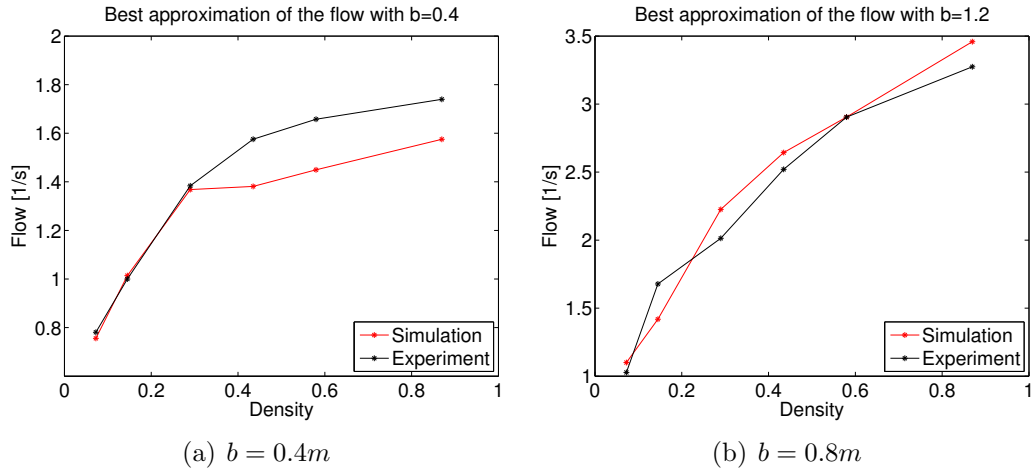 Best approximation of the flow with b=0.4
2
1.8
1.6
1.4
1.2
1
0.8
Flow [1/s]
0 0.2 0.4 0.6 0.8 1
Density
Simulation
Experiment
(a) b = 0.4m
Best approximation of the flow with b=1.2
3.5
3
2.5
2
1.5
1
Flow [1/s]
0 0.2 0.4 0.6 0.8 1
Density
Simulation
Experiment
(b) b = 0.8m